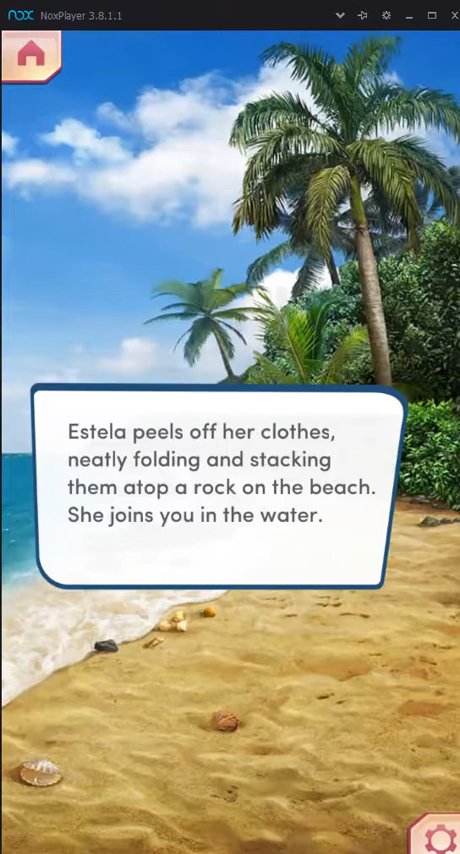 nox NoxPlayer 3.8.1.1
Estela peels off her clothes,
neatly folding and stacking
them atop a rock on the beach.
She joins you in the water.